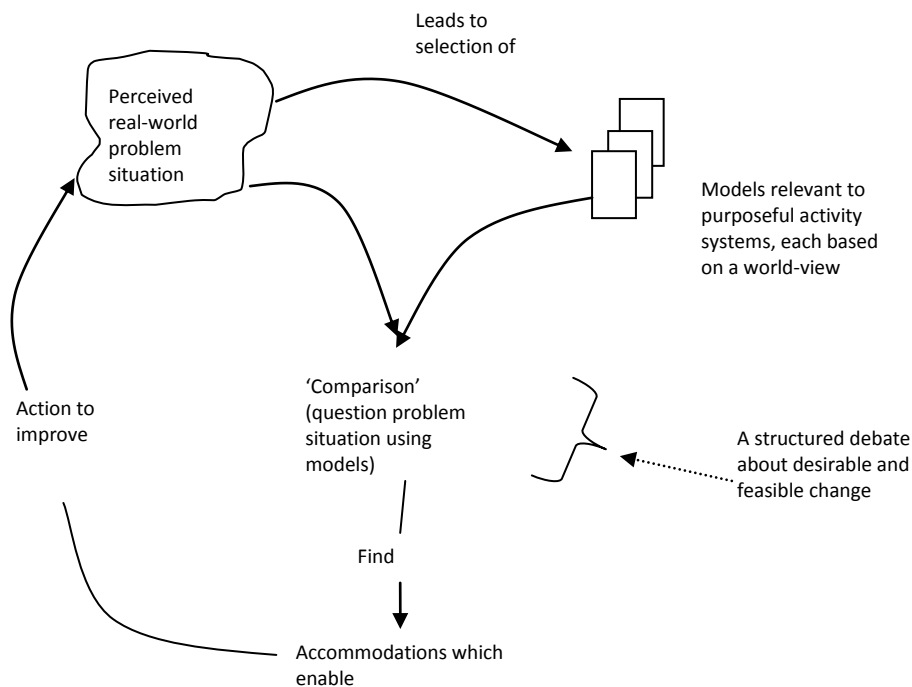 Leads to
selection of
Perceived
real-world
problem
situation
Models relevant to
purposeful activity
systems, each based
on a world-view
‘Comparison’
(question problem
situation using
models)
Action to
improve
A structured debate
about desirable and
feasible change
Find
Accommodations which
enable